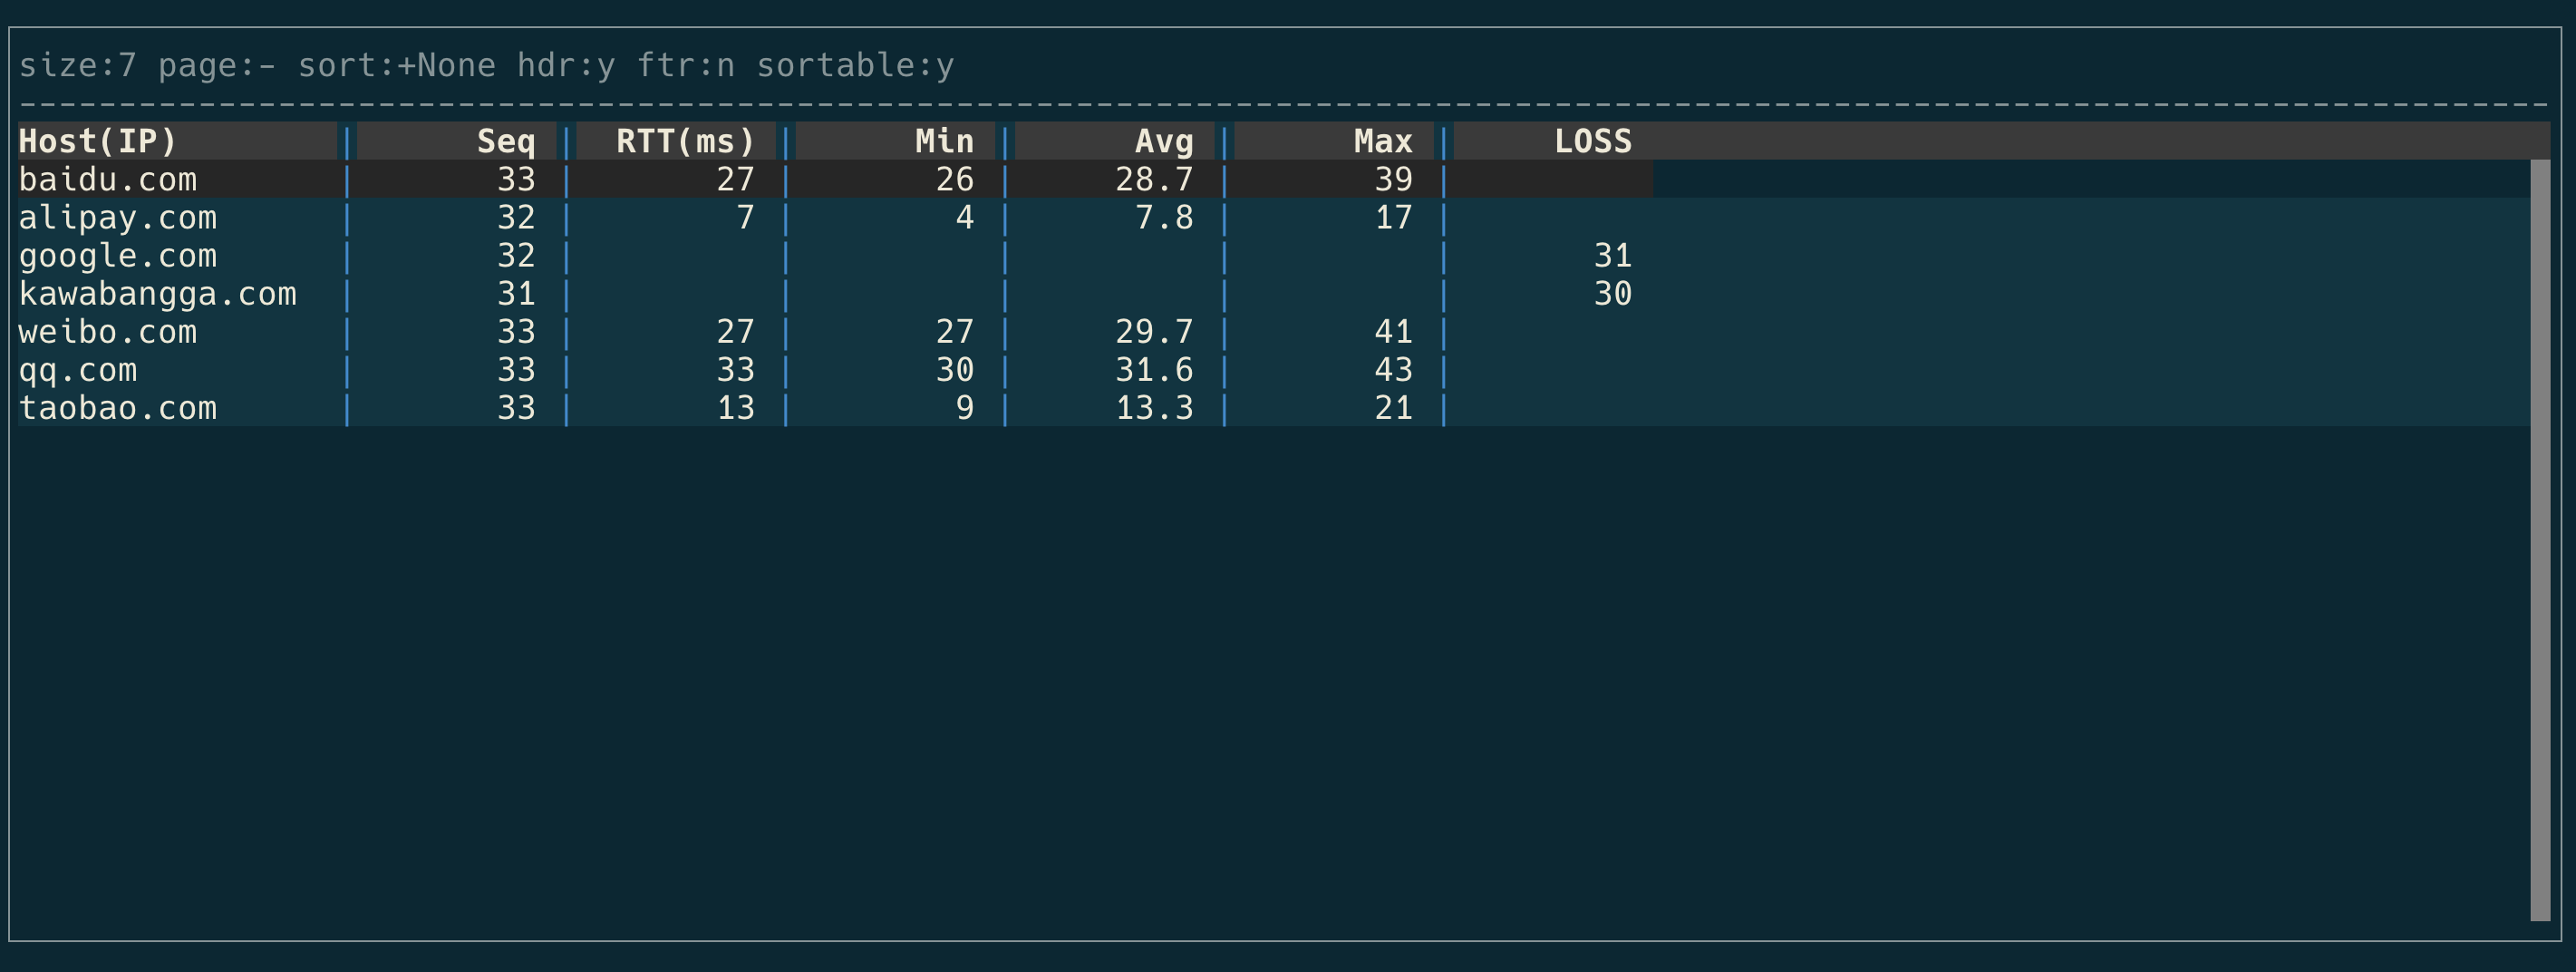 size:7 page:- sort:+None hdr:y ftr:n sortable:y
--------------------------------------------------------------------------------------------------------------------------------
Host(IP) | Seq | RTT(ms) | Min | Avg | Max | LOSS
baidu.com | 33 | 27 | 26 | 28.7 | 39 |
alipay.com | 32 | 7 | 4 | 7.8 | 17 |
google.com | 32 | | | | | 31
kawabangga.com | 31 | | | | | 30
weibo.com | 33 | 27 | 27 | 29.7 | 41 |
qq.com | 33 | 33 | 30 | 31.6 | 43 |
taobao.com | 33 | 13 | 9 | 13.3 | 21 |